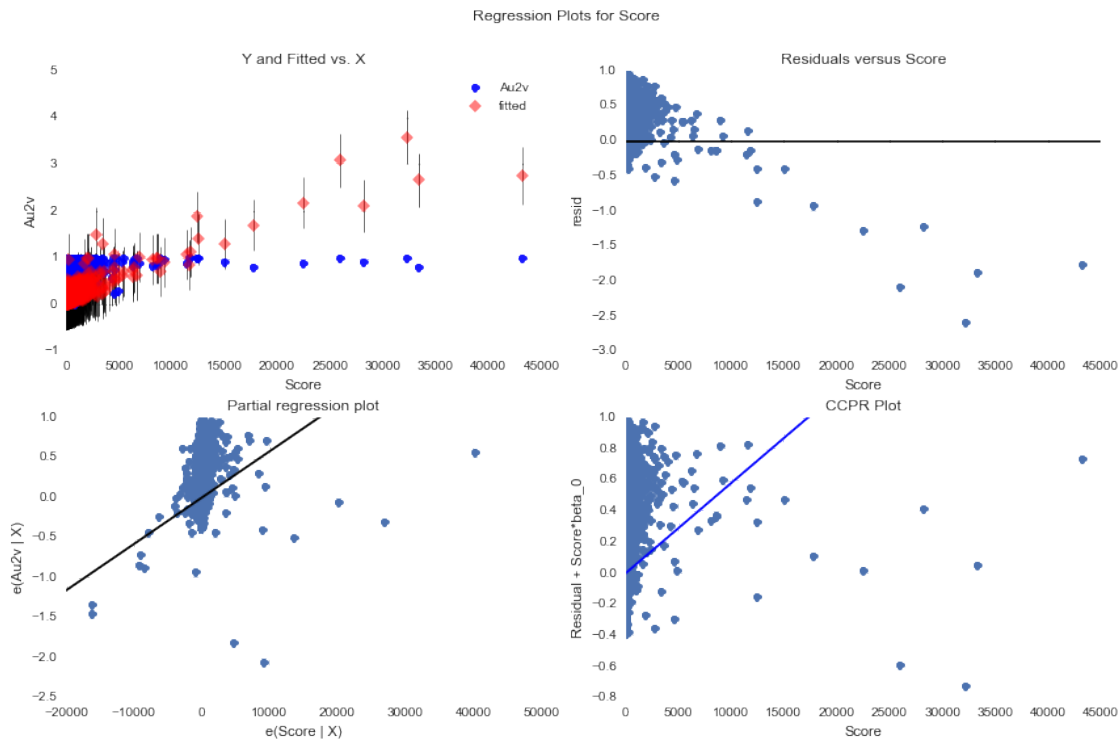 Regression Plots for Score
Y and Fitted vs. X
5
4
3
2
1
0
−1
Au2v
Au2v
fitted
0 5000 10000 15000 20000 25000 30000 35000 40000 45000
Score
Residuals versus Score
1.0
0.5
0.0
−0.5
−1.0
−1.5
−2.0
−2.5
−3.0
resid
0 5000 10000 15000 20000 25000 30000 35000 40000 45000
Score
Partial regression plot
1.0
0.5
0.0
−0.5
−1.0
−1.5
−2.0
−2.5
e(Au2v | X)
−20000 −10000 0 10000 20000 30000 40000 50000
e(Score | X)
CCPR Plot
1.0
0.8
0.6
0.4
0.2
0.0
−0.2
−0.4
−0.6
−0.8
Residual + Score*beta_0
0 5000 10000 15000 20000 25000 30000 35000 40000 45000
Score